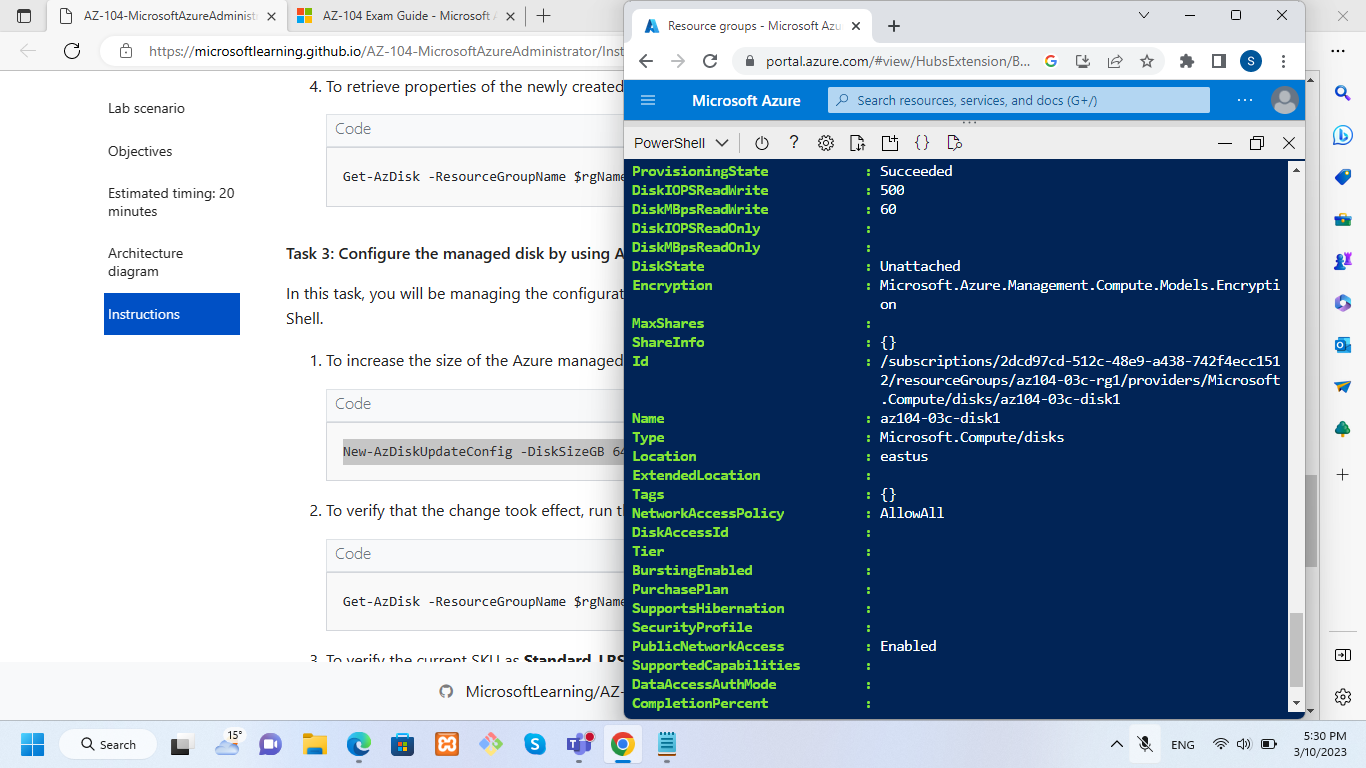 AZ-104-MicrosoftAzureAdministr
AZ-104 Exam Guide - Microsoft A
https://microsoftlearning.github.io/AZ-104-MicrosoftAzureAdministrator/Inst
Lab scenario
Objectives
Estimated timing: 20
minutes
Architecture
diagram
Instructions
4. To retrieve properties of the newly created
Code
Get-AzDisk -ResourceGroupName $rgName
Task 3: Configure the managed disk by using A
In this task, you will be managing the configurat
Shell.
1. To increase the size of the Azure managed
Code
New-AzDiskUpdateConfig -DiskSizeGB 64
2. To verify that the change took effect, run t
Code
Get-AzDisk -ResourceGroupName $rgName
3. To verify the current SKU as Standard_LRS
MicrosoftLearning/AZ-
Resource groups - Microsoft Azu
portal.azure.com/#view/HubsExtension/B...
S
Microsoft Azure
Search resources, services, and docs (G+/)
PowerShell
ProvisioningState : Succeeded
DiskIOPSReadWrite : 500
DiskMBpsReadWrite : 60
DiskIOPSReadOnly :
DiskMBpsReadOnly :
DiskState : Unattached
Encryption : Microsoft.Azure.Management.Compute.Models.Encrypti
on
MaxShares :
ShareInfo : {}
Id : /subscriptions/2dcd97cd-512c-48e9-a438-742f4ecc151
2/resourceGroups/az104-03c-rg1/providers/Microsoft
.Compute/disks/az104-03c-disk1
Name : az104-03c-disk1
Type : Microsoft.Compute/disks
Location : eastus
ExtendedLocation :
Tags : {}
NetworkAccessPolicy : AllowAll
DiskAccessId :
Tier :
BurstingEnabled :
PurchasePlan :
SupportsHibernation :
SecurityProfile :
PublicNetworkAccess : Enabled
SupportedCapabilities :
DataAccessAuthMode :
CompletionPercent :
Search
15°
ENG
5:30 PM
3/10/2023